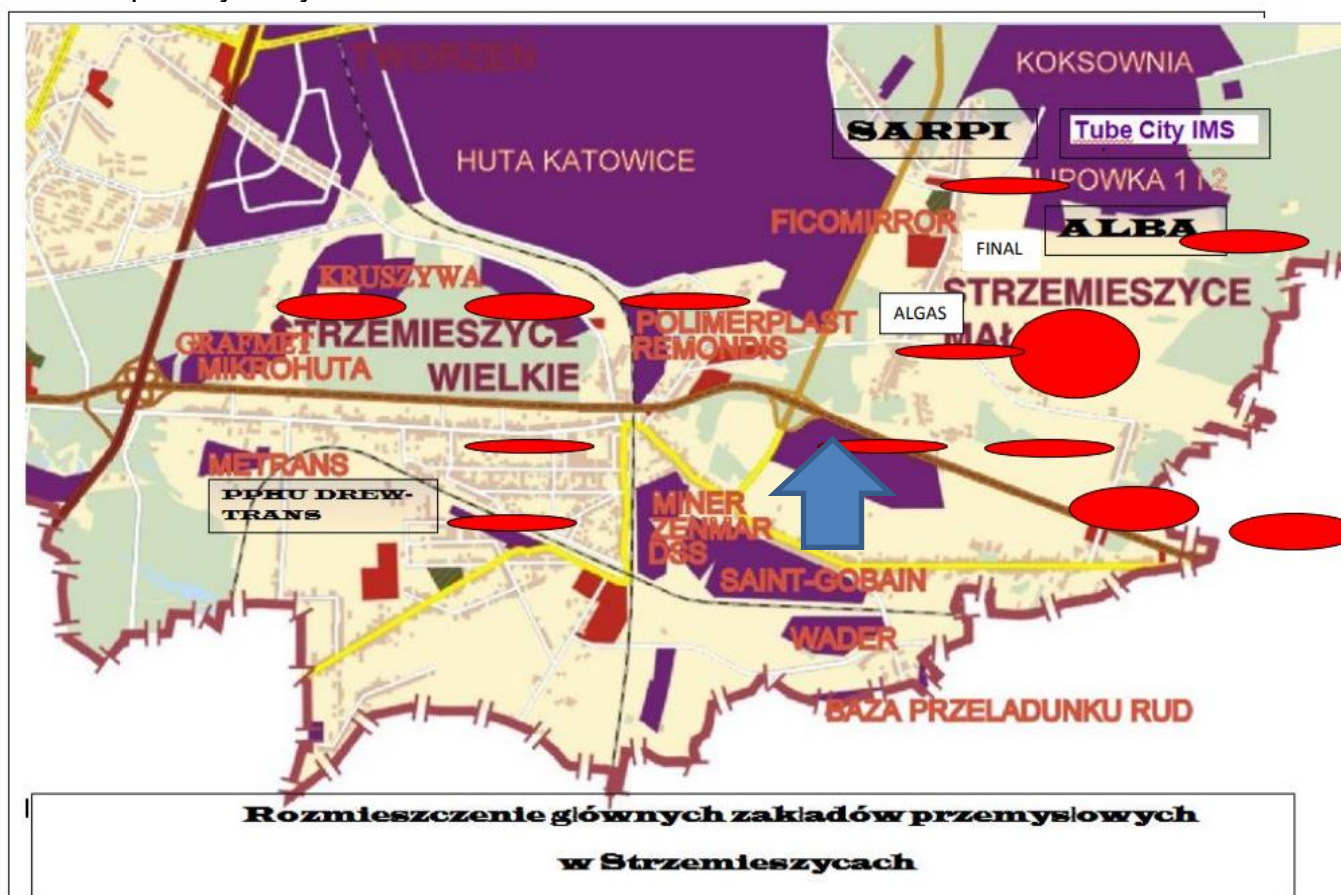 TWORZEŃ
KOKSOWNIA
SARPI
Tube City IMS
HUTA KATOWICE
LIPOWKA 1 I 2
FICOMIRROR
ALBA
FINAL
KRUSZYWA
STRZEMIESZYCE
MAŁ
ALGAS
STRZEMIESZYCE
WIELKIE
POLIMERPLAST
REMONDIS
GRAFMET
MIKROHUTA
METRANS
PPHU DREW-
TRANS
MINER
ZENMAR
DSS
SAINT-GOBAIN
WADER
BAZA PRZELADUNKU RUD
Rozmieszczenie głównych zakładów przemysłowych
w Strzemieszycach